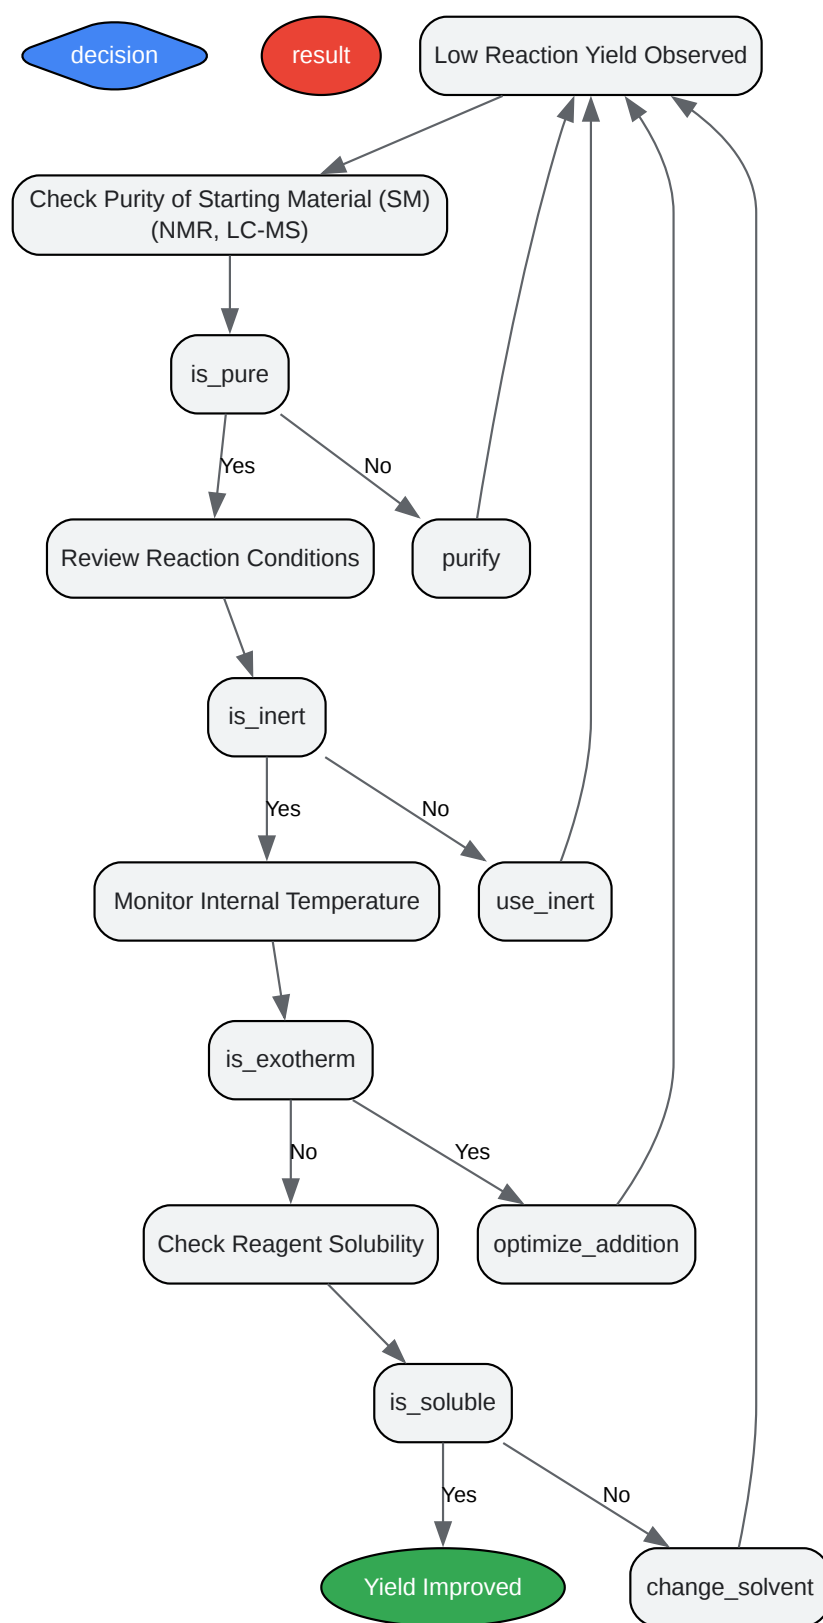 decision
result
Low Reaction Yield Observed
Check Purity of Starting Material (SM)
(NMR, LC-MS)
is_pure
Yes
No
Review Reaction Conditions
purify
is_inert
Yes
No
Monitor Internal Temperature
use_inert
is_exotherm
No
Yes
Check Reagent Solubility
optimize_addition
is_soluble
Yes
No
Yield Improved
change_solvent